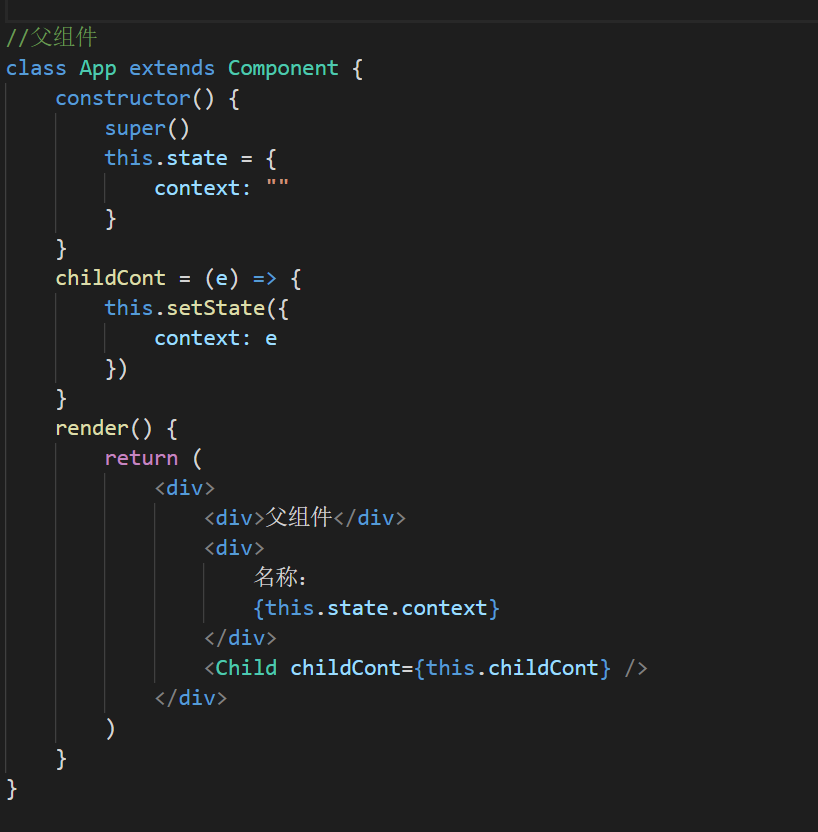 //父组件
class App extends Component {
    constructor() {
        super()
        this.state = {
            context: ""
        }
    }
    childCont = (e) => {
        this.setState({
            context: e
        })
    }
    render() {
        return (
            <div>
                <div>父组件</div>
                <div>
                    名称:
                    {this.state.context}
                </div>
                <Child childCont={this.childCont} />
            </div>
        )
    }
}